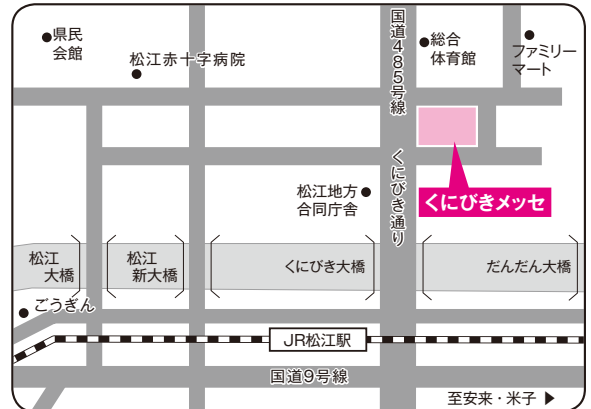 県民
会館
松江赤十字病院
国道485号線
総合
体育館
ファミリー
マート
くにびき通り
松江地方
合同庁舎
くにびきメッセ
松江
大橋
松江
新大橋
くにびき大橋
だんだん大橋
ごうぎん
JR松江駅
国道9号線
至安来・米子 ▶